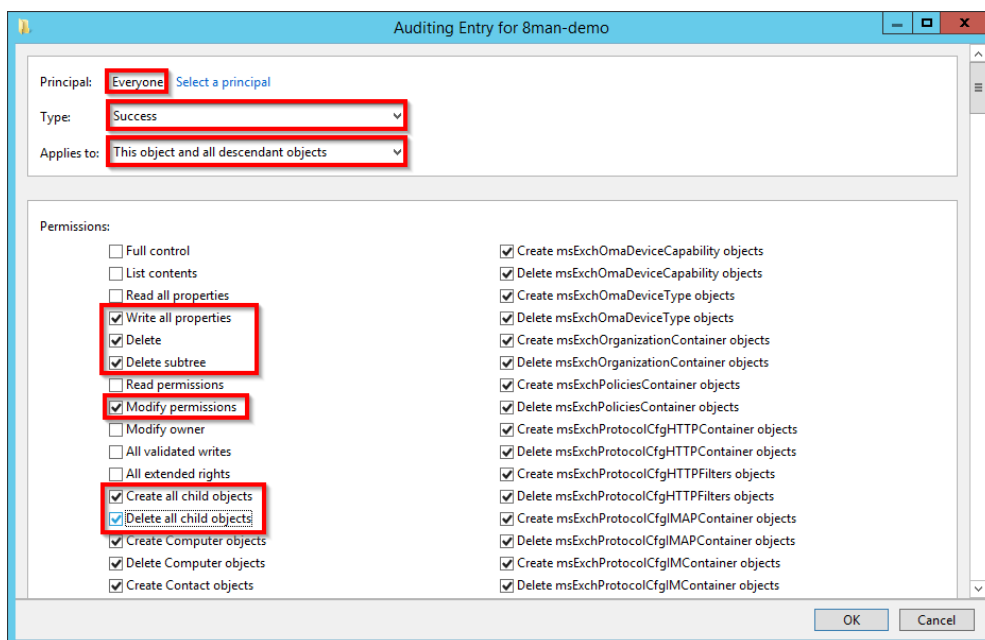 Auditing Entry for 8man-demo
Principal: Everyone Select a principal
Type: Success
Applies to: This object and all descendant objects
Permissions:
Full control
List contents
Read all properties
Write all properties
Delete
Delete subtree
Read permissions
Modify permissions
Modify owner
All validated writes
All extended rights
Create all child objects
Delete all child objects
Create Computer objects
Delete Computer objects
Create Contact objects
Create msExchOmaDeviceCapability objects
Delete msExchOmaDeviceCapability objects
Create msExchOmaDeviceType objects
Delete msExchOmaDeviceType objects
Create msExchOrganizationContainer objects
Delete msExchOrganizationContainer objects
Create msExchPoliciesContainer objects
Delete msExchPoliciesContainer objects
Create msExchProtocolCfgHTTPContainer objects
Delete msExchProtocolCfgHTTPContainer objects
Create msExchProtocolCfgHTTPFilters objects
Delete msExchProtocolCfgHTTPFilters objects
Create msExchProtocolCfgIMAPContainer objects
Delete msExchProtocolCfgIMAPContainer objects
Create msExchProtocolCfgIMContainer objects
Delete msExchProtocolCfgIMContainer objects
OK Cancel